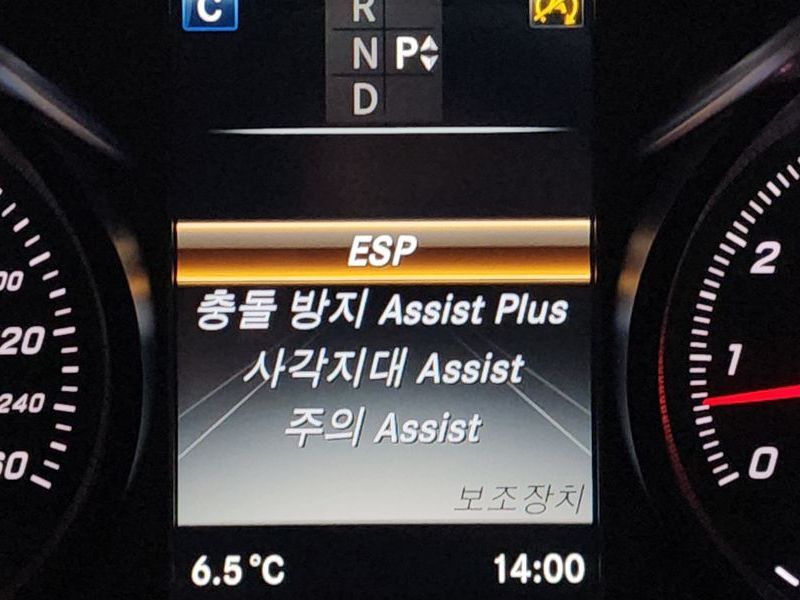 C
R
N P
D
ESP
충돌 방지 Assist Plus
사각지대 Assist
주의 Assist
보조장치
6.5°C 14:00
20
240
60
2
1
0